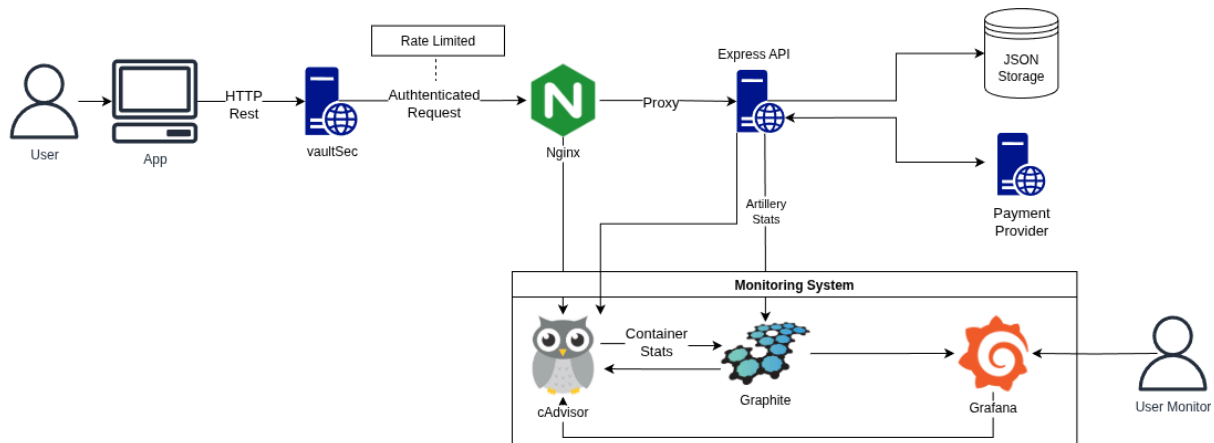 Rate Limited
Express API
JSON
Storage
HTTP
Rest
Authtenticated
Request
Proxy
N
User
App
vaultSec
Nginx
Artillery
Stats
Payment
Provider
Monitoring System
Container
Stats
cAdvisor
Graphite
Grafana
User Monitor